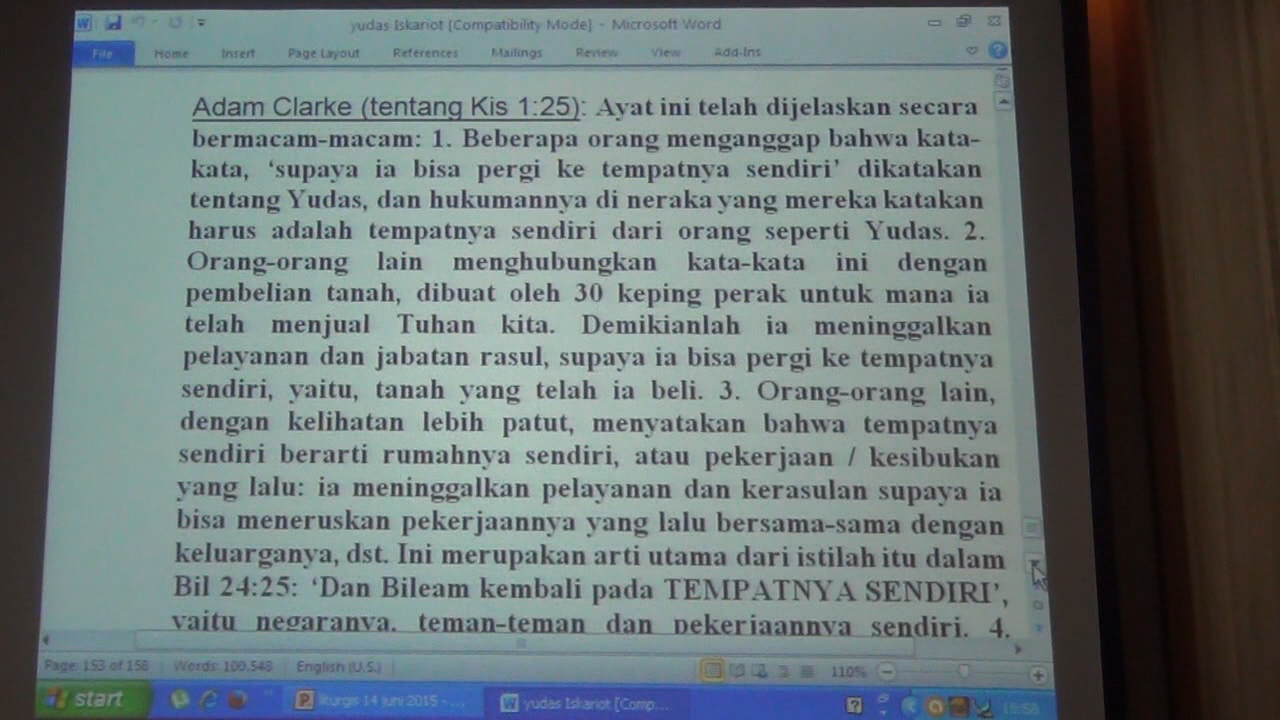 yudas Iskariot [Compatibility Mode] - Microsoft Word
File Home Insert Page Layout References Mailings Review View Add-Ins
Adam Clarke (tentang Kis 1:25): Ayat ini telah dijelaskan secara
bermacam-macam: 1. Beberapa orang menganggap bahwa kata-
kata, ‘supaya ia bisa pergi ke tempatnya sendiri’ dikatakan
tentang Yudas, dan hukumannya di neraka yang mereka katakan
harus adalah tempatnya sendiri dari orang seperti Yudas. 2.
Orang-orang lain menghubungkan kata-kata ini dengan
pembelian tanah, dibuat oleh 30 keping perak untuk mana ia
telah menjual Tuhan kita. Demikianlah ia meninggalkan
pelayanan dan jabatan rasul, supaya ia bisa pergi ke tempatnya
sendiri, yaitu, tanah yang telah ia beli. 3. Orang-orang lain,
dengan kelihatan lebih patut, menyatakan bahwa tempatnya
sendiri berarti rumahnya sendiri, atau pekerjaan / kesibukan
yang lalu: ia meninggalkan pelayanan dan kerasulan supaya ia
bisa meneruskan pekerjaannya yang lalu bersama-sama dengan
keluarganya, dst. Ini merupakan arti utama dari istilah itu dalam
Bil 24:25: ‘Dan Bileam kembali pada TEMPATNYA SENDIRI’,
yaitu negaranya, teman-teman dan pekerjaannya sendiri. 4.
Page: 153 of 158 Words: 100.548 English (U.S.) 110%
start liturgis 14 juni 2015 - ... yudas Iskariot [Comp...